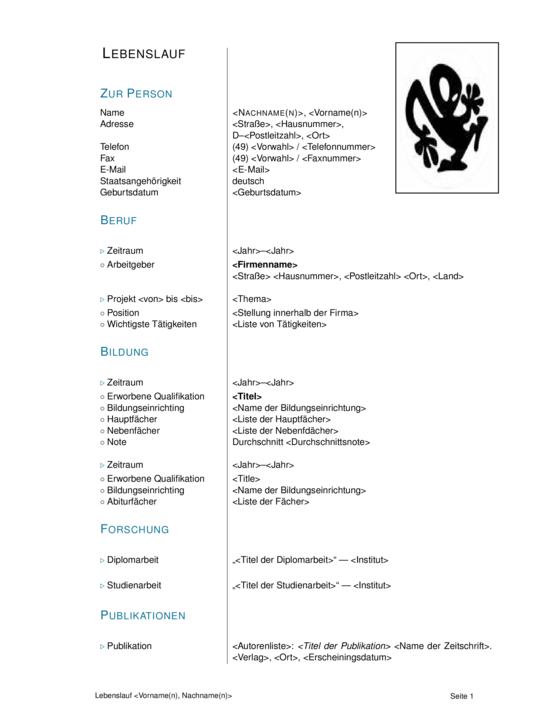 LEBENSLAUF
ZUR PERSON
Name <NACHNAME(N)>, <Vorname(n)>
Adresse <Straße>, <Hausnummer>,
D–<Postleitzahl>, <Ort>
Telefon (49) <Vorwahl> / <Telefonnummer>
Fax (49) <Vorwahl> / <Faxnummer>
E-Mail <E-Mail>
Staatsangehörigkeit deutsch
Geburtsdatum <Geburtsdatum>
BERUF
▷ Zeitraum <Jahr>–<Jahr>
○ Arbeitgeber <Firmenname>
<Straße> <Hausnummer>, <Postleitzahl> <Ort>, <Land>
▷ Projekt <von> bis <bis> <Thema>
○ Position <Stellung innerhalb der Firma>
○ Wichtigste Tätigkeiten <Liste von Tätigkeiten>
BILDUNG
▷ Zeitraum <Jahr>–<Jahr>
○ Erworbene Qualifikation <Titel>
○ Bildungseinrichting <Name der Bildungseinrichtung>
○ Hauptfächer <Liste der Hauptfächer>
○ Nebenfächer <Liste der Nebenfdächer>
○ Note Durchschnitt <Durchschnittsnote>
▷ Zeitraum <Jahr>–<Jahr>
○ Erworbene Qualifikation <Title>
○ Bildungseinrichting <Name der Bildungseinrichtung>
○ Abiturfächer <Liste der Fächer>
FORSCHUNG
▷ Diplomarbeit „<Titel der Diplomarbeit>“ — <Institut>
▷ Studienarbeit „<Titel der Studienarbeit>“ — <Institut>
PUBLIKATIONEN
▷ Publikation <Autorenliste>: <Titel der Publikation> <Name der Zeitschrift>.
<Verlag>, <Ort>, <Erscheiningsdatum>
Lebenslauf <Vorname(n), Nachname(n)> Seite 1